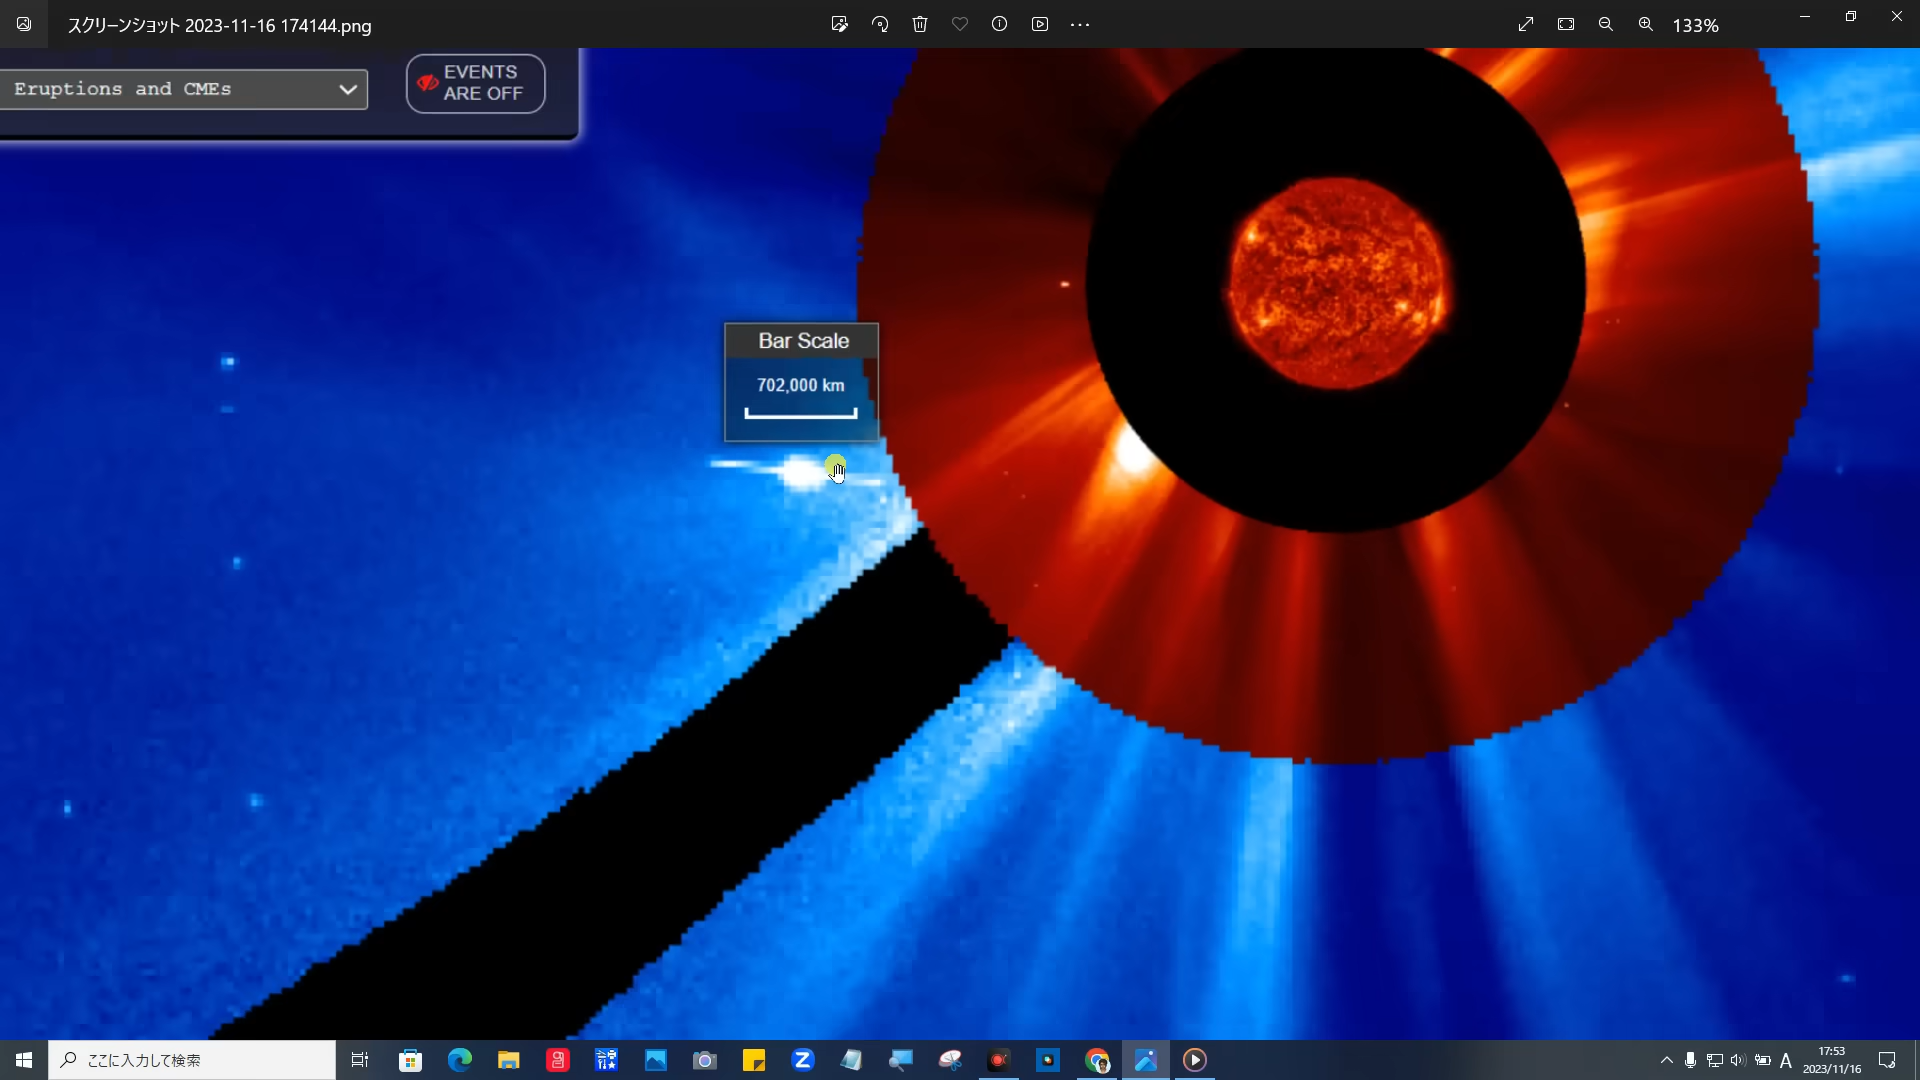 スクリーンショット 2023-11-16 174144.png
133%
Eruptions and CMEs
EVENTS
ARE OFF
Bar Scale
702,000 km
ここに入力して検索
A
17:53
2023/11/16